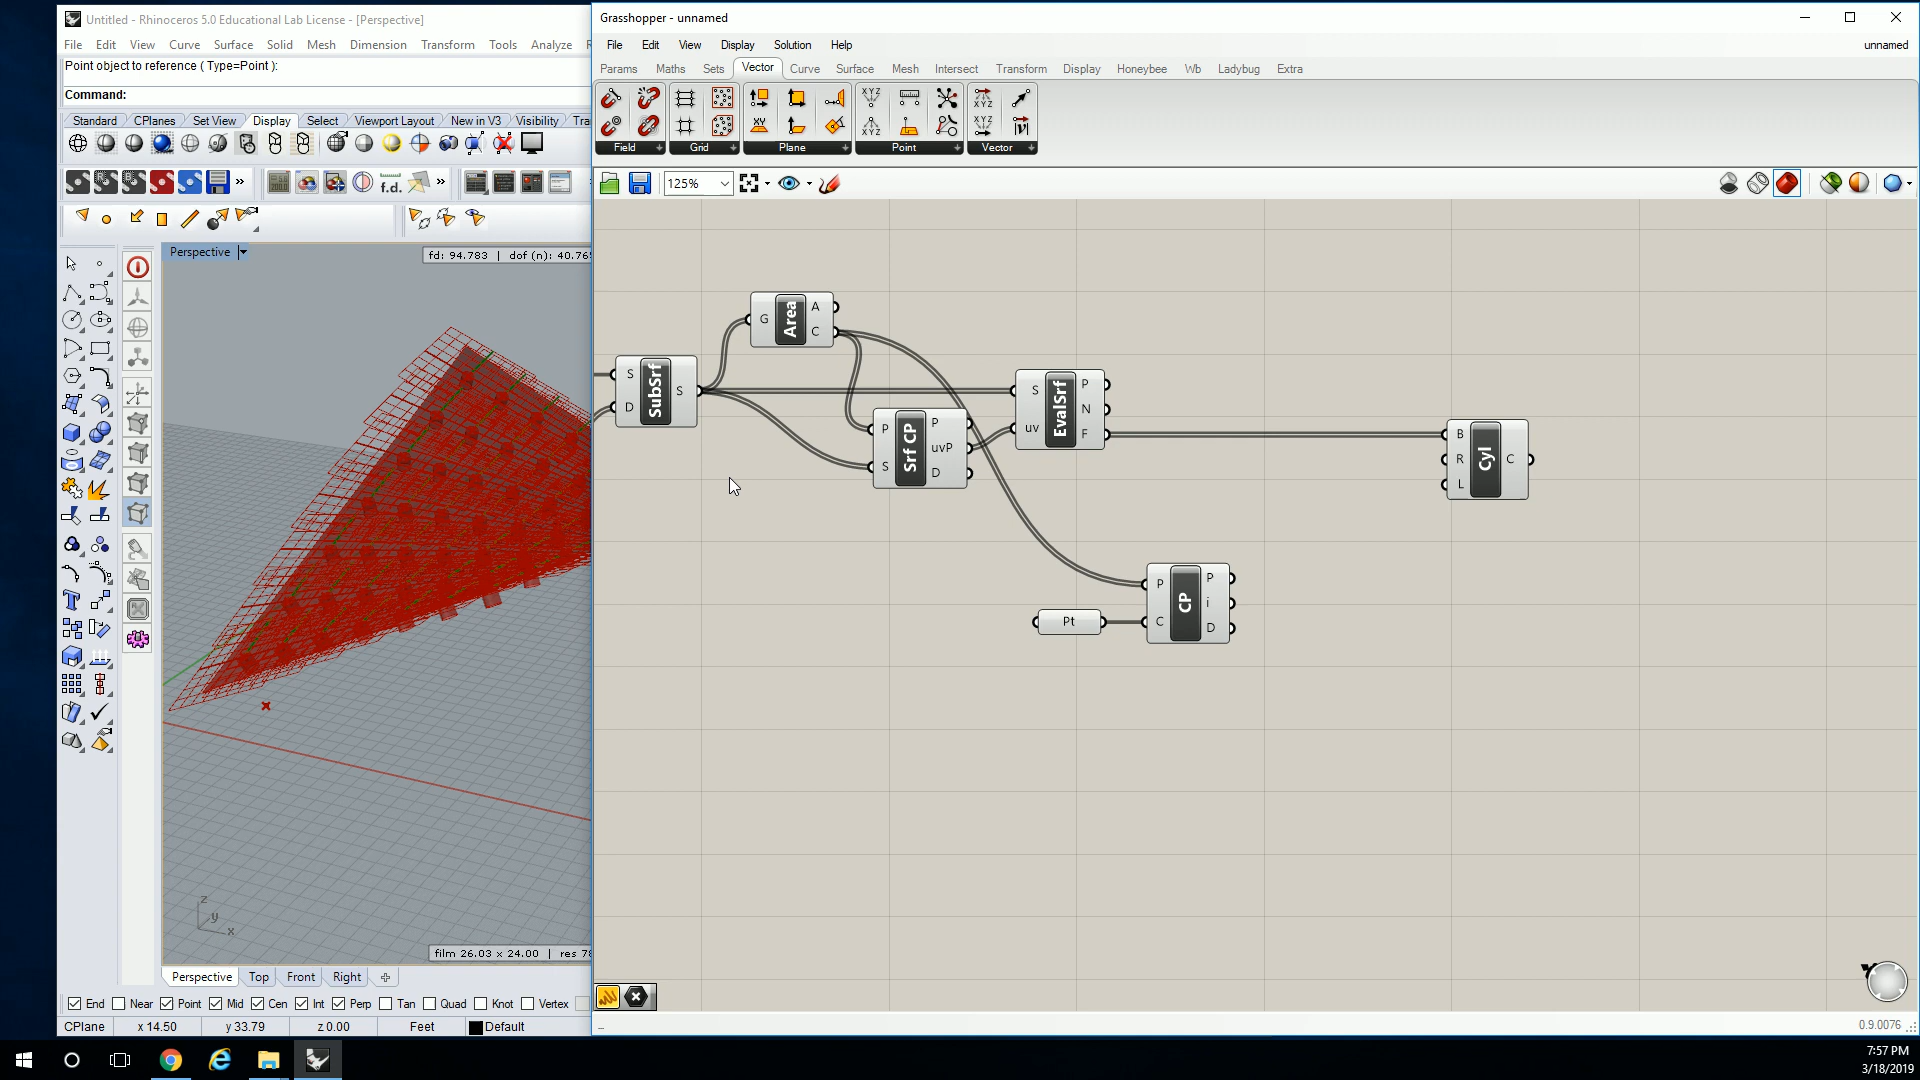 Untitled - Rhinoceros 5.0 Educational Lab License - [Perspective]
File Edit View Curve Surface Solid Mesh Dimension Transform Tools Analyze
Point object to reference ( Type=Point ):
Command:
Standard CPlanes Set View Display Select Viewport Layout New in V3 Visibility Tra
f.d.
Perspective
fd: 94.783 | dof (n): 40.76
z
y
x
film 26.03 x 24.00 | res 78
Perspective Top Front Right
End Near Point Mid Cen Int Perp Tan Quad Knot Vertex
CPlane x 14.50 y 33.79 z 0.00 Feet Default
Grasshopper - unnamed
File Edit View Display Solution Help unnamed
Params Maths Sets Vector Curve Surface Mesh Intersect Transform Display Honeybee Wb Ladybug Extra
Field Grid Plane Point Vector
125%
G Area A C
S D SubSrf S
P S Srf CP P uvP D
S uv EvalSrf P N F
B R L Cyl C
Pt
P C CP P i D
0.9.0076
7:57 PM
3/18/2019